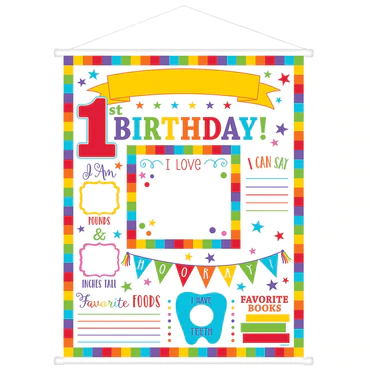 1st
BIRTHDAY!
I Am
I LOVE
I CAN SAY
POUNDS
&
INCHES TALL
HOORAY!
Favorite FOODS
I HAVE
TEETH!
FAVORITE
BOOKS